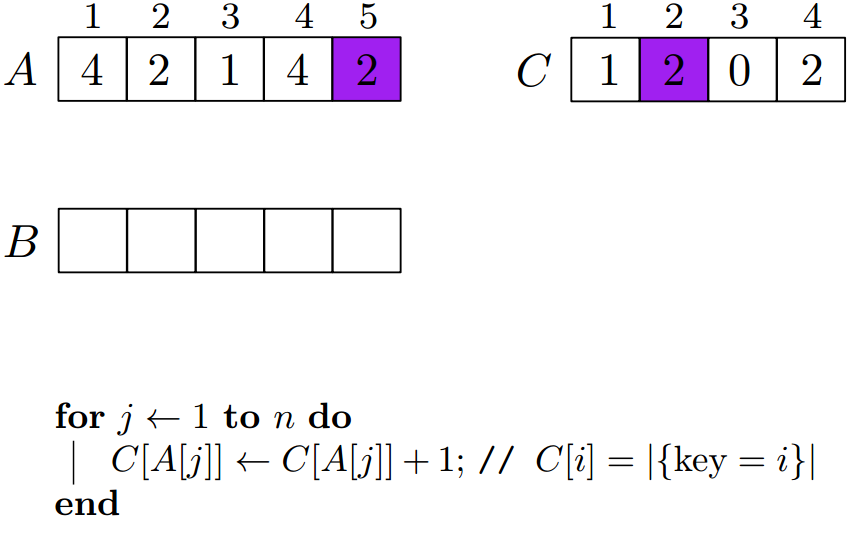 1 2 3 4 5 1 2 3 4
A 4 2 1 4 2 C 1 2 0 2
B
for j ← 1 to n do
| C[A[j]] ← C[A[j]] + 1; // C[i] = |{key = i}|
end